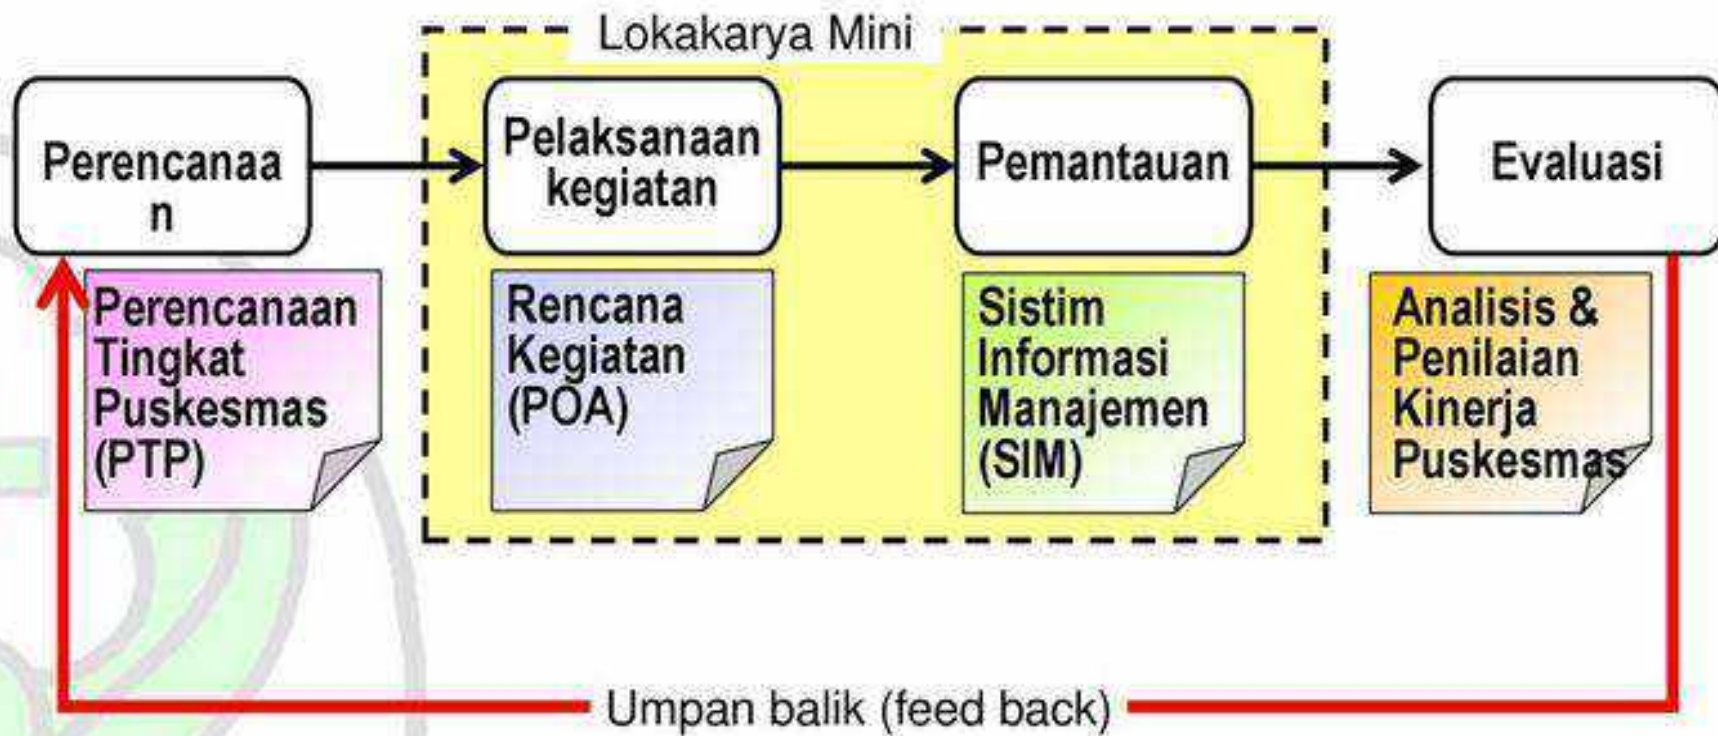 Lokakarya Mini
Perencanaa
n
Pelaksanaan
kegiatan
Pemantauan
Evaluasi
Perencanaan
Tingkat
Puskesmas
(PTP)
Rencana
Kegiatan
(POA)
Sistim
Informasi
Manajemen
(SIM)
Analisis &
Penilaian
Kinerja
Puskesmas
Umpan balik (feed back)